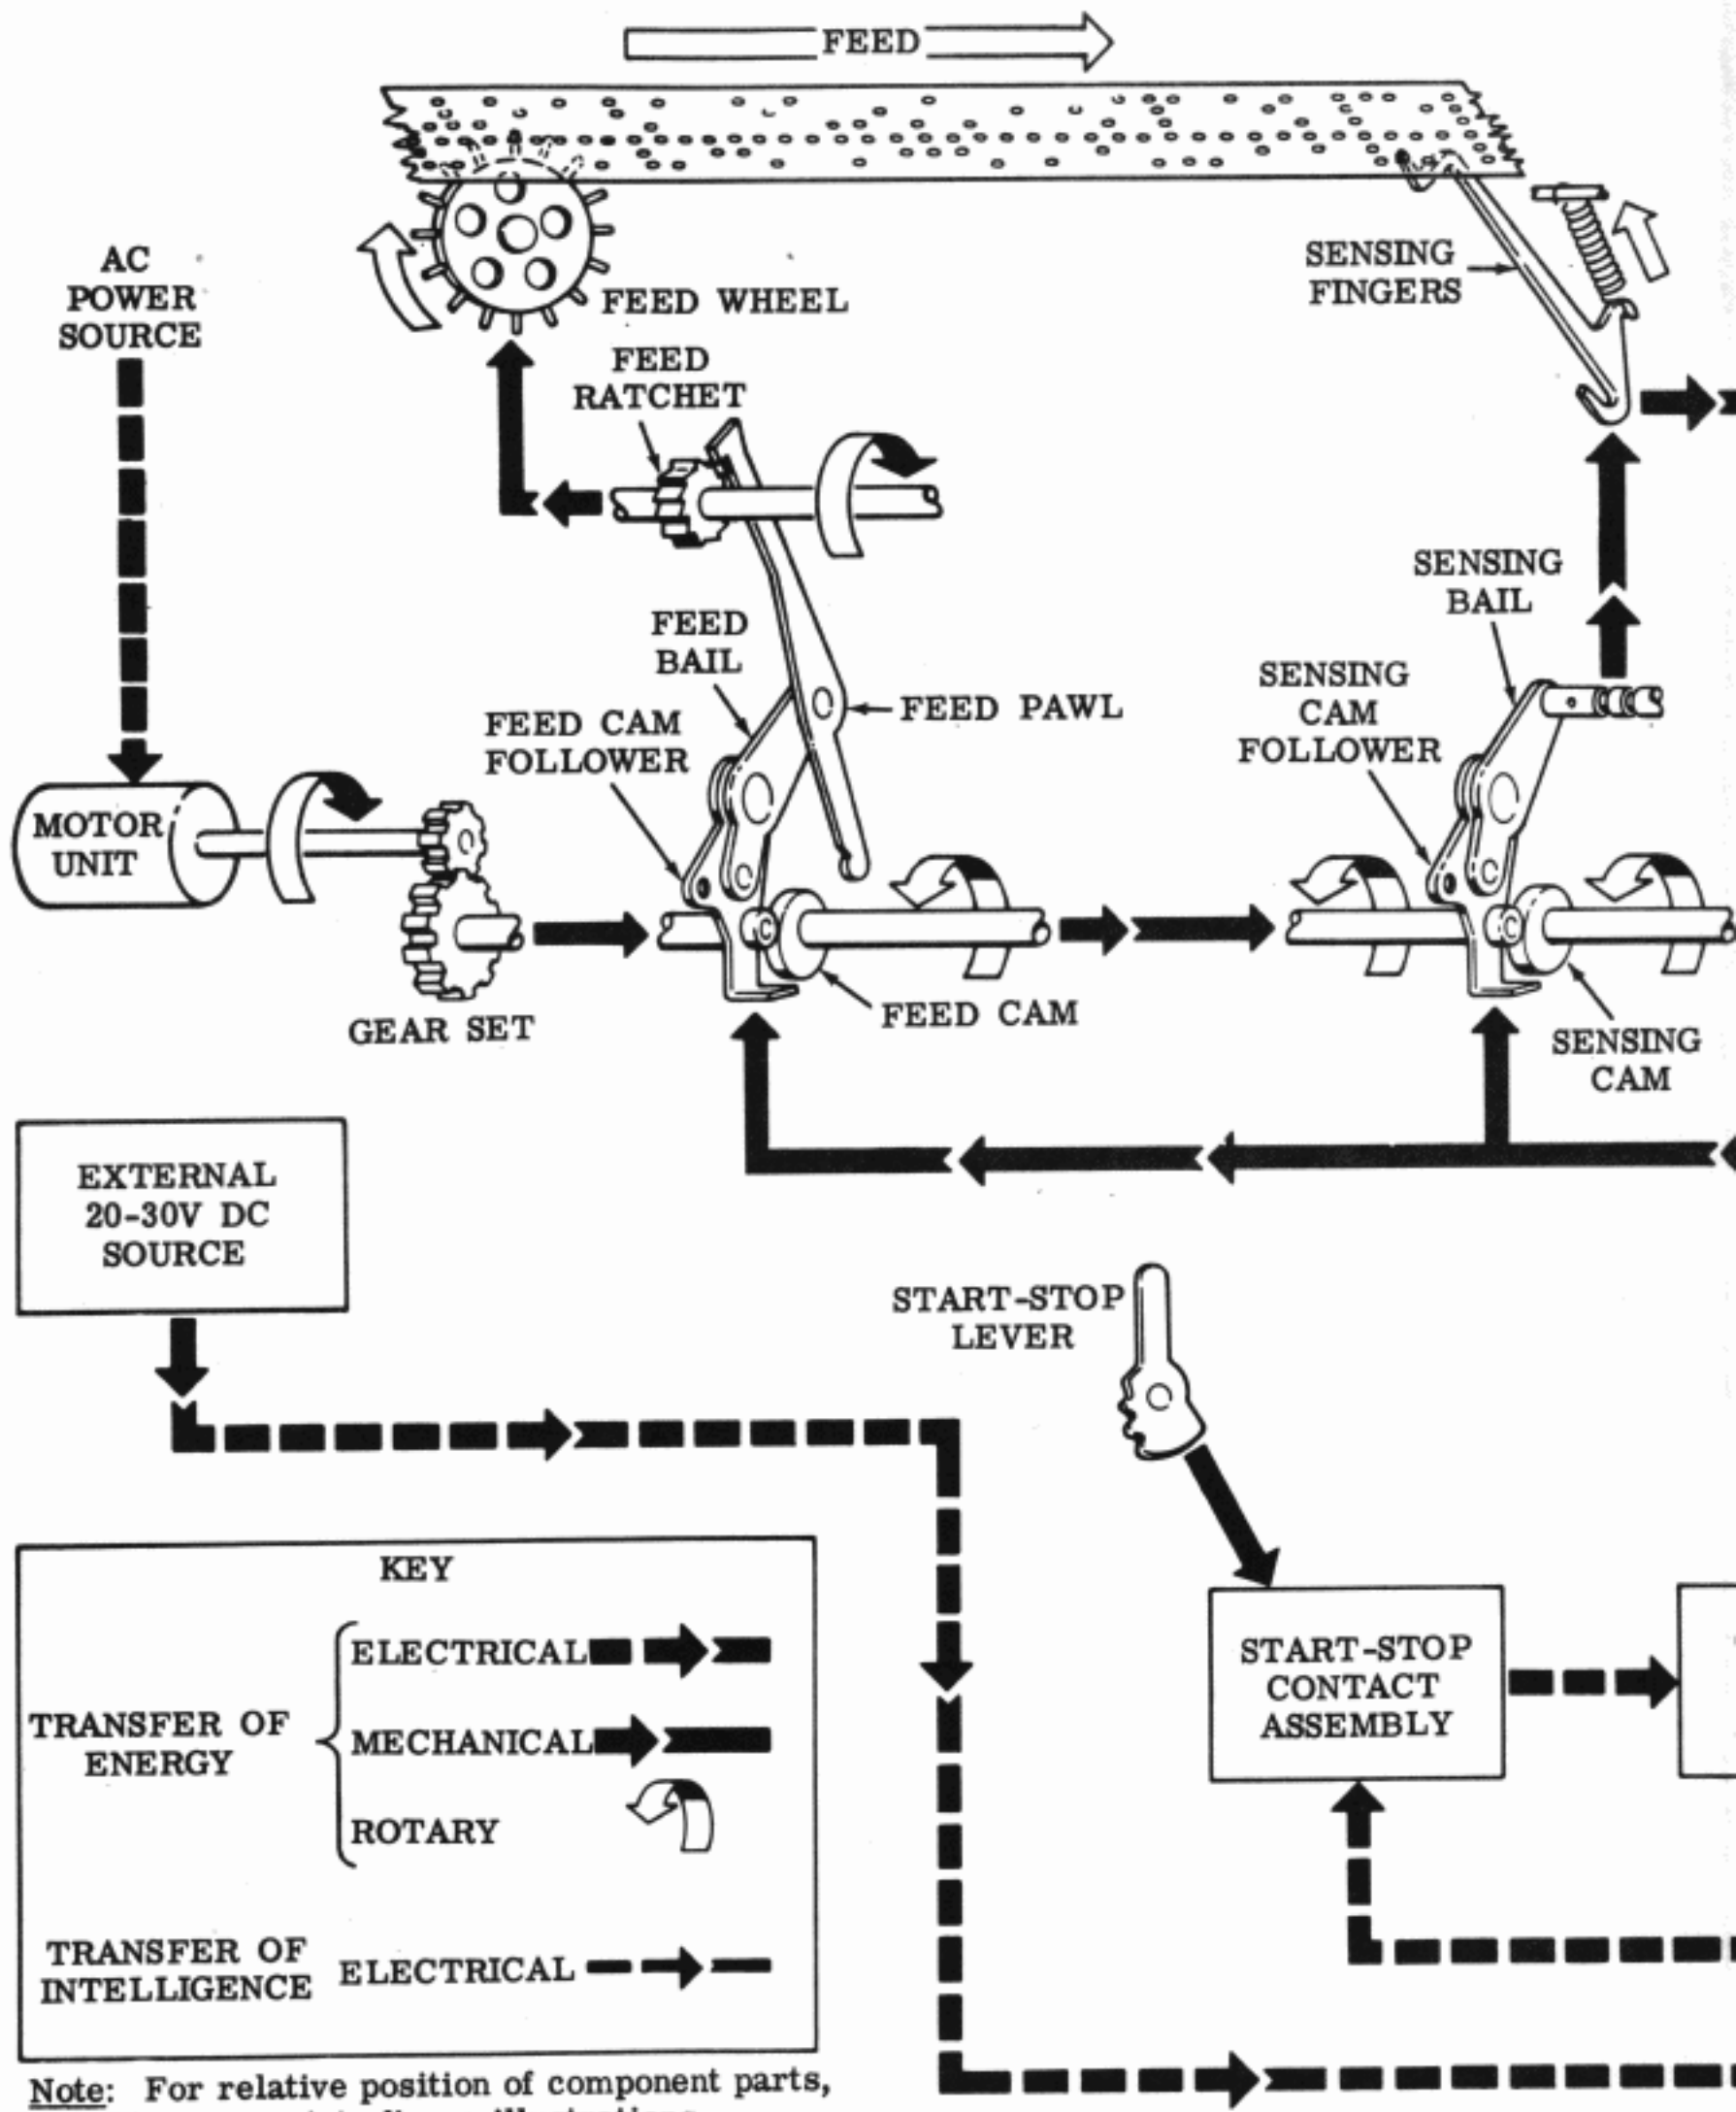 FEED
AC
POWER
SOURCE
SENSING
FINGERS
FEED WHEEL
FEED
RATCHET
SENSING
BAIL
FEED
BAIL
SENSING
CAM
FOLLOWER
FEED PAWL
FEED CAM
FOLLOWER
MOTOR
UNIT
FEED CAM
GEAR SET
SENSING
CAM
EXTERNAL
20-30V DC
SOURCE
START-STOP
LEVER
KEY
TRANSFER OF
ENERGY
ELECTRICAL
MECHANICAL
ROTARY
TRANSFER OF
INTELLIGENCE
ELECTRICAL
START-STOP
CONTACT
ASSEMBLY
Note: For relative position of component parts,